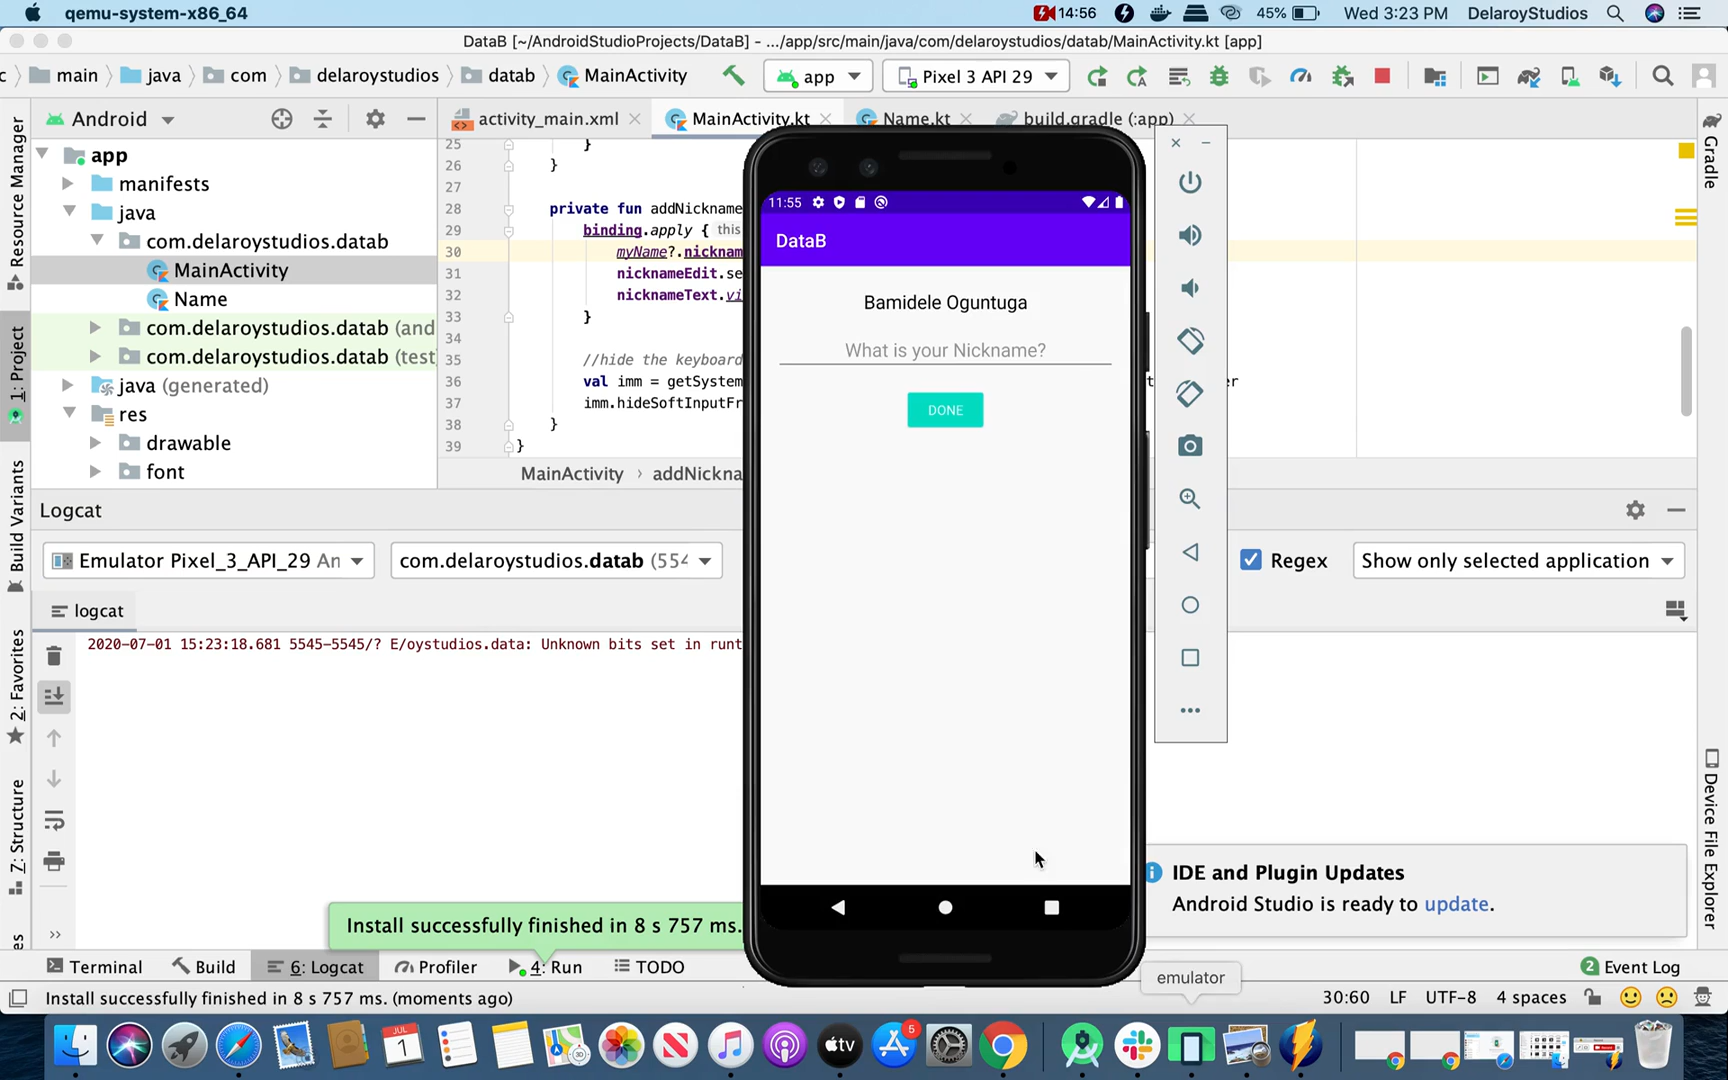 qemu-system-x86_64
14:56
45%
Wed 3:23 PM
DelaroyStudios
DataB [~/AndroidStudioProjects/DataB] - .../app/src/main/java/com/delaroystudios/datab/MainActivity.kt [app]
c
main
java
com
delaroystudios
datab
MainActivity
app
Pixel 3 API 29
Android
activity_main.xml
MainActivity.kt
Name.kt
build.gradle (:app)
Resource Manager
1: Project
Build Variants
2: Favorites
Z: Structure
Gradle
Device File Explorer
app
manifests
java
com.delaroystudios.datab
MainActivity
Name
com.delaroystudios.datab (and
com.delaroystudios.datab (test
java (generated)
res
drawable
font
25 }
26 }
27
28 private fun addNickname
29 binding.apply { this
30 myName?.nickname
31 nicknameEdit.se
32 nicknameText.vi
33 }
34
35 //hide the keyboard
36 val imm = getSystem
37 imm.hideSoftInputFr
38 }
39 }
MainActivity › addNickna
11:55
DataB
Bamidele Oguntuga
What is your Nickname?
DONE
Logcat
Emulator Pixel_3_API_29 An
com.delaroystudios.datab (554
Regex
Show only selected application
logcat
2020-07-01 15:23:18.681 5545-5545/? E/oystudios.data: Unknown bits set in runt
IDE and Plugin Updates
Android Studio is ready to update.
Install successfully finished in 8 s 757 ms.
Terminal
Build
6: Logcat
Profiler
4: Run
TODO
emulator
2 Event Log
Install successfully finished in 8 s 757 ms. (moments ago)
30:60
LF
UTF-8
4 spaces
JUL
1
tv
5